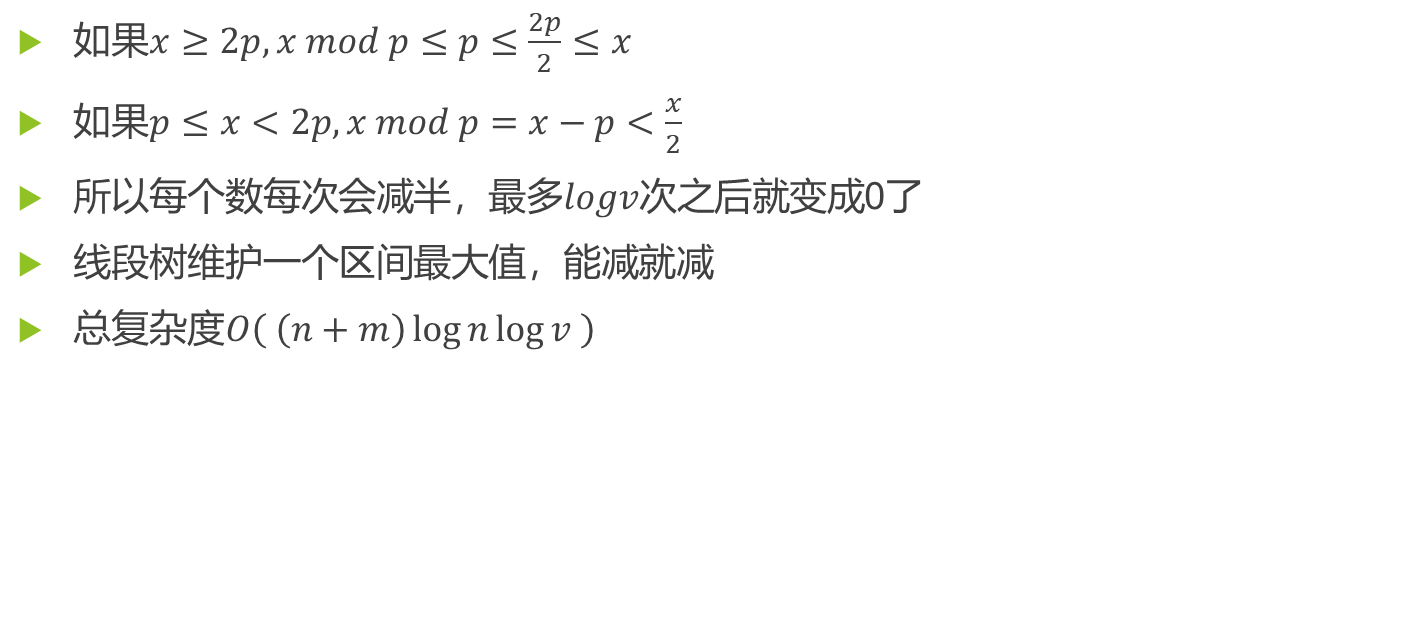 如果x ≥ 2p, x mod p ≤ p ≤ 2p/2 ≤ x
如果p ≤ x < 2p, x mod p = x − p < x/2
所以每个数每次会减半，最多logv次之后就变成0了
线段树维护一个区间最大值，能减就减
总复杂度O( (n + m) log n log v )